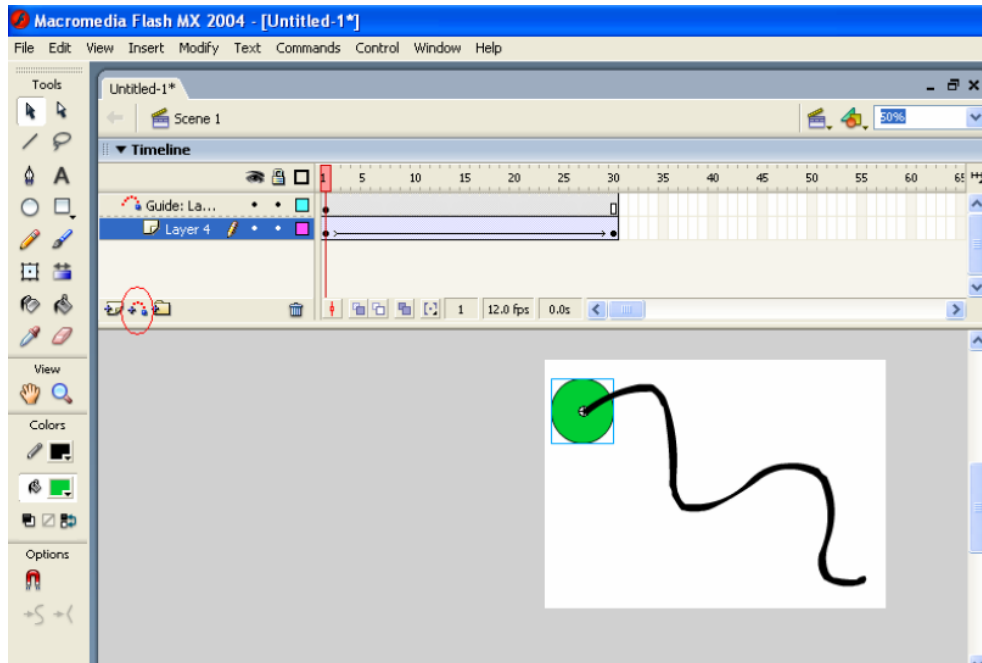 Macromedia Flash MX 2004 - [Untitled-1*]
File Edit View Insert Modify Text Commands Control Window Help
Tools
Untitled-1*
Scene 1
50%
Timeline
1 5 10 15 20 25 30 35 40 45 50 55 60 65
Guide: La...
Layer 4
1 12.0 fps 0.0s
A
View
Colors
Options